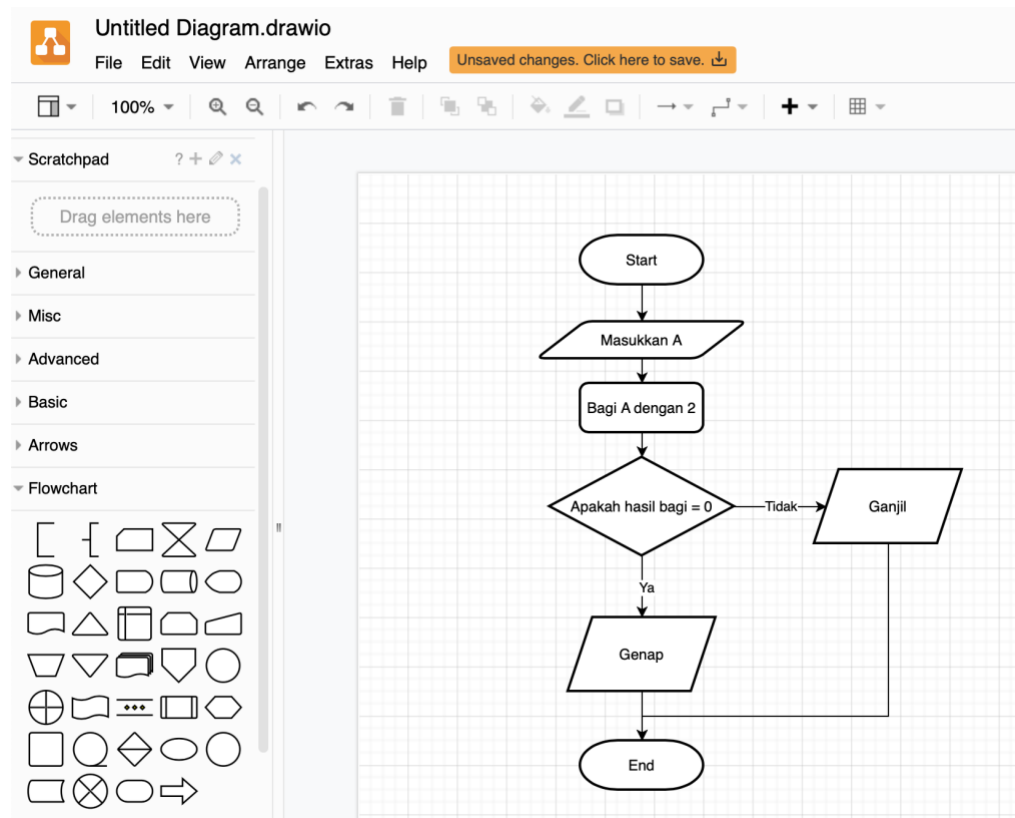 Untitled Diagram.drawio
File Edit View Arrange Extras Help Unsaved changes. Click here to save.
100%
Scratchpad ?
Drag elements here
General
Misc
Advanced
Basic
Arrows
Flowchart
Start
Masukkan A
Bagi A dengan 2
Apakah hasil bagi = 0
Tidak
Ganjil
Ya
Genap
End